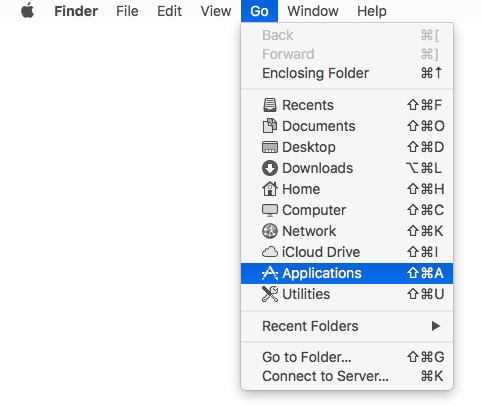 Finder File Edit View Go Window Help
Back ⌘[
Forward ⌘]
Enclosing Folder ⌘↑
Recents ⇧⌘F
Documents ⇧⌘O
Desktop ⇧⌘D
Downloads ⌥⌘L
Home ⇧⌘H
Computer ⇧⌘C
Network ⇧⌘K
iCloud Drive ⇧⌘I
Applications ⇧⌘A
Utilities ⇧⌘U
Recent Folders ▶
Go to Folder... ⇧⌘G
Connect to Server... ⌘K